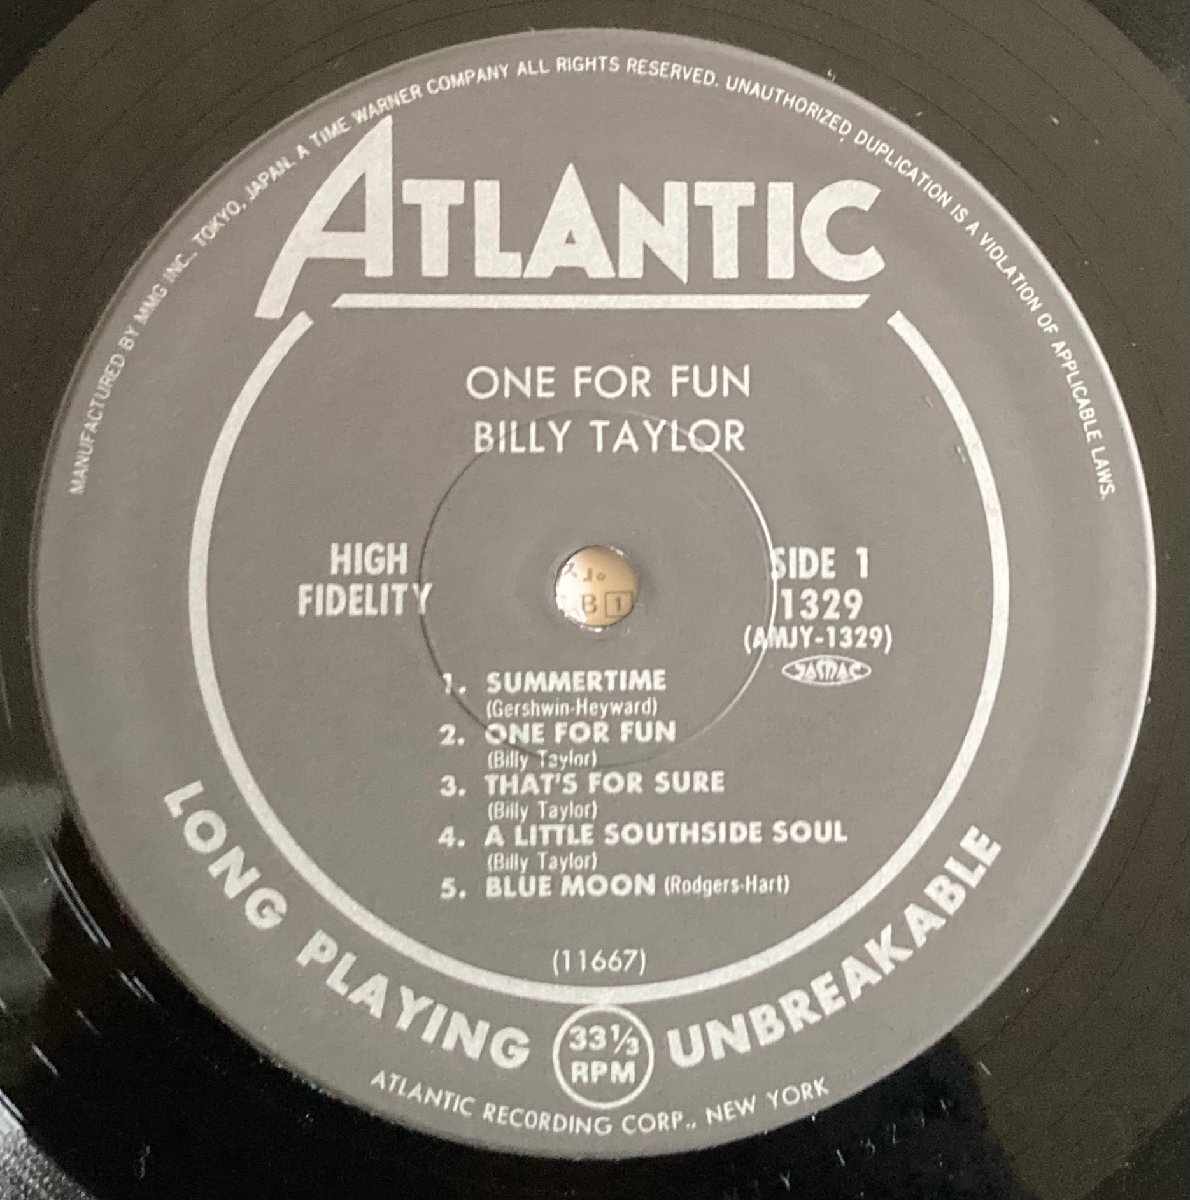 MANUFACTURED BY MMG INC., TOKYO, JAPAN. A TIME WARNER COMPANY ALL RIGHTS RESERVED. UNAUTHORIZED DUPLICATION IS A VIOLATION OF APPLICABLE LAWS.
ATLANTIC
ONE FOR FUN
BILLY TAYLOR
HIGH
FIDELITY
SIDE 1
1329
(AMJY-1329)
JASRAC
B 1
1. SUMMERTIME
(Gershwin-Heyward)
2. ONE FOR FUN
(Billy Taylor)
3. THAT'S FOR SURE
(Billy Taylor)
4. A LITTLE SOUTHSIDE SOUL
(Billy Taylor)
5. BLUE MOON (Rodgers-Hart)
(11667)
LONG PLAYING
33⅓
RPM
UNBREAKABLE
ATLANTIC RECORDING CORP., NEW YORK